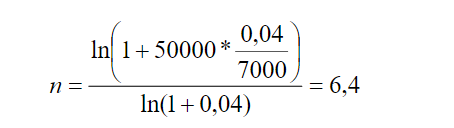 n = ln(1 + 50000 * 0,04 / 7000) / ln(1 + 0,04) = 6,4